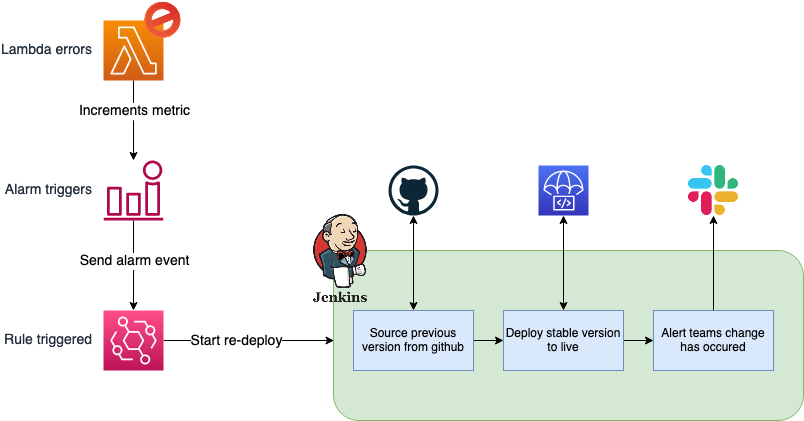 Lambda errors
Increments metric
Alarm triggers
Send alarm event
Jenkins
Rule triggered
Start re-deploy
Source previous
version from github
Deploy stable version
to live
Alert teams change
has occured